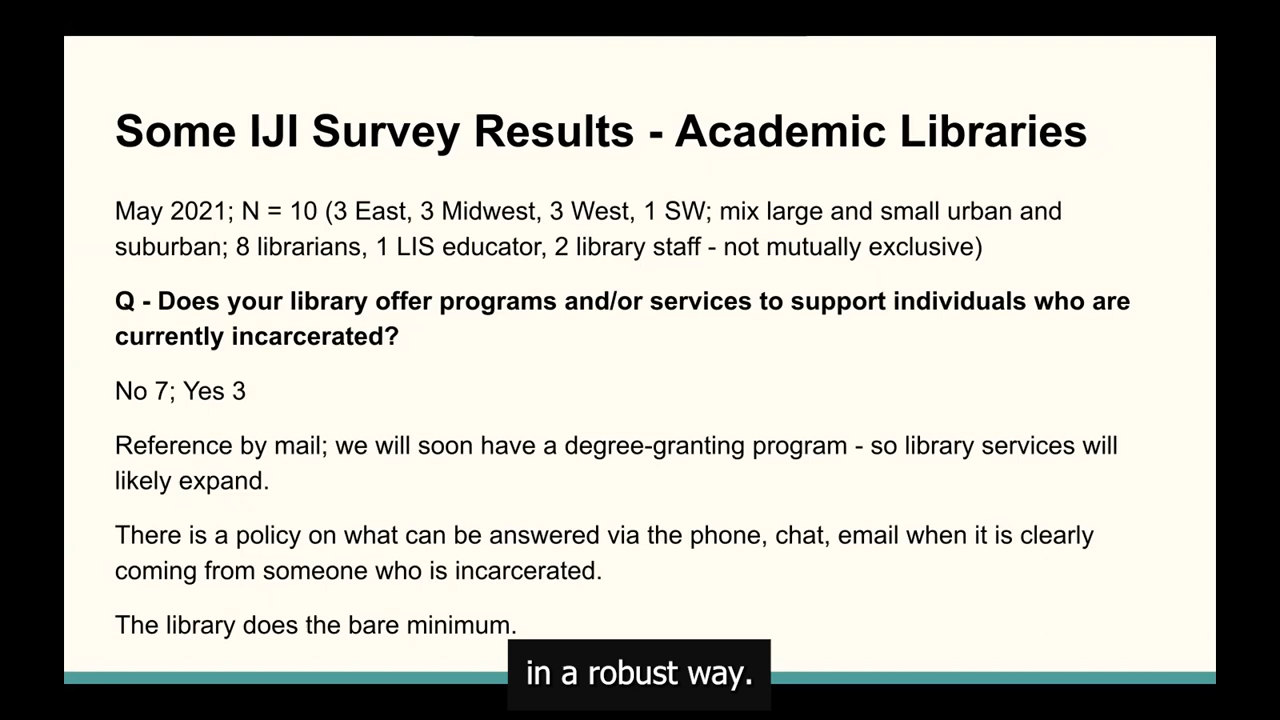 Some IJI Survey Results - Academic Libraries
May 2021; N = 10 (3 East, 3 Midwest, 3 West, 1 SW; mix large and small urban and
suburban; 8 librarians, 1 LIS educator, 2 library staff - not mutually exclusive)
Q - Does your library offer programs and/or services to support individuals who are
currently incarcerated?
No 7; Yes 3
Reference by mail; we will soon have a degree-granting program - so library services will
likely expand.
There is a policy on what can be answered via the phone, chat, email when it is clearly
coming from someone who is incarcerated.
The library does the bare minimum.
in a robust way.